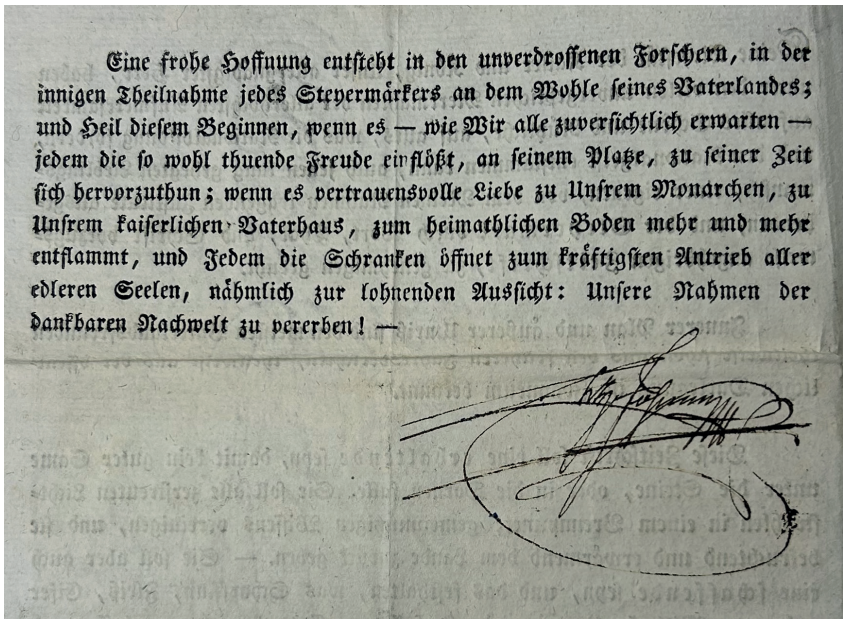 Eine frohe Hoffnung entsteht in den unverdrossenen Forschern, in der
innigen Theilnahme jedes Steyermärkers an dem Wohle seines Vaterlandes;
und Heil diesem Beginnen, wenn es — wie Wir alle zuversichtlich erwarten —
jedem die so wohl thuende Freude einflößt, an seinem Platze, zu seiner Zeit
sich hervorzuthun; wenn es vertrauensvolle Liebe zu Unsrem Monarchen, zu
Unsrem kaiserlichen Vaterhaus, zum heimathlichen Boden mehr und mehr
entflammt, und Jedem die Schranken öffnet zum kräftigsten Antrieb aller
edleren Seelen, nähmlich zur lohnenden Aussicht: Unsere Nahmen der
dankbaren Nachwelt zu vererben! —